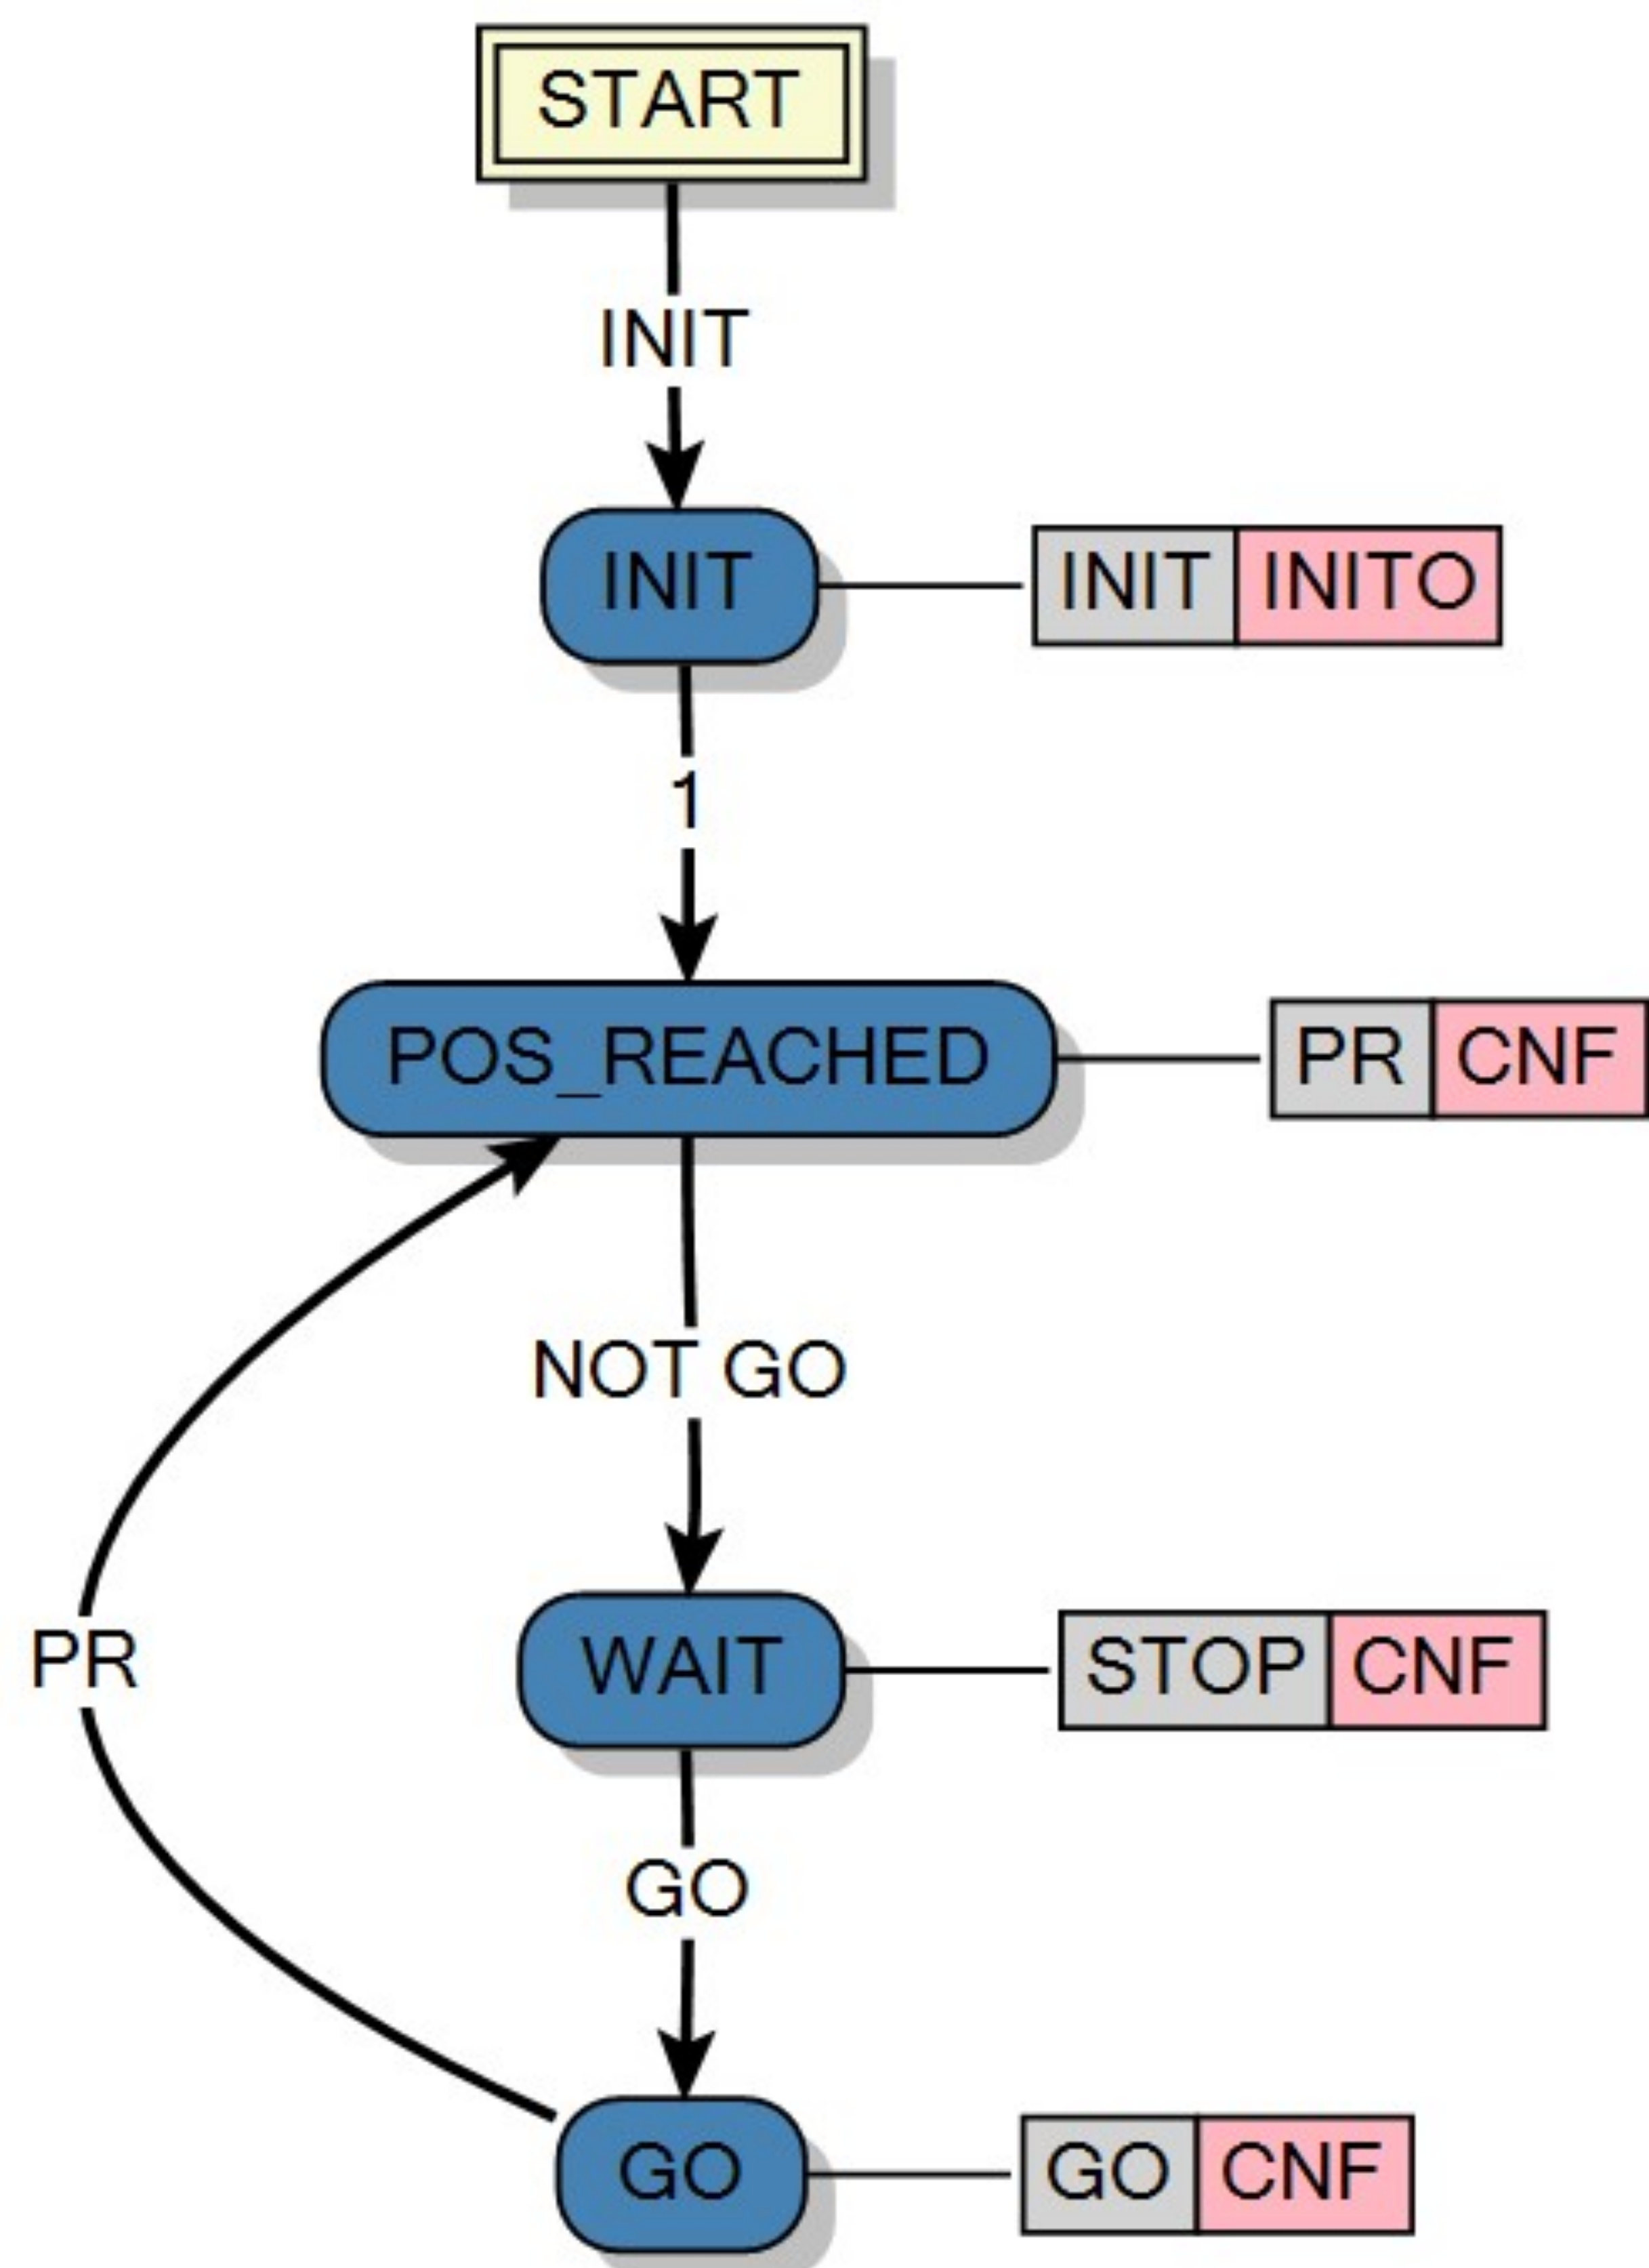 START
INIT
INIT INIT INITO
1
POS_REACHED PR CNF
NOT GO
PR
WAIT STOP CNF
GO
GO GO CNF